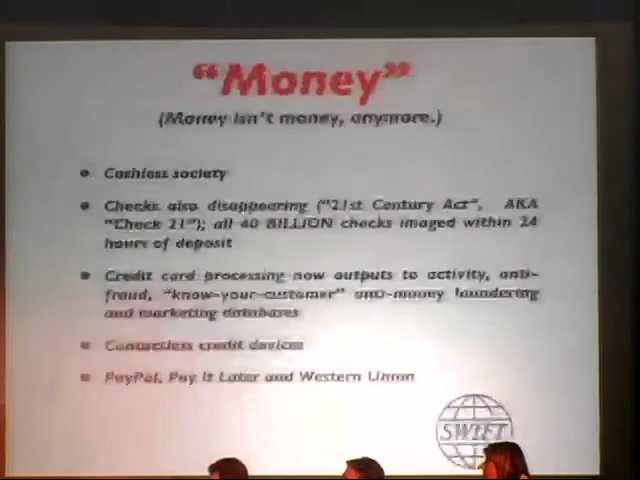 “Money”
(Money isn't money, anymore.)
Cashless society
Checks also disappearing (“21st Century Act”, AKA
“Check 21”); all 40 BILLION checks imaged within 24
hours of deposit
Credit card processing now outputs to activity, anti-
fraud, “know-your-customer” anti-money laundering
and marketing databases
Contactless credit devices
PayPal, Pay It Later and Western Union
SWIFT